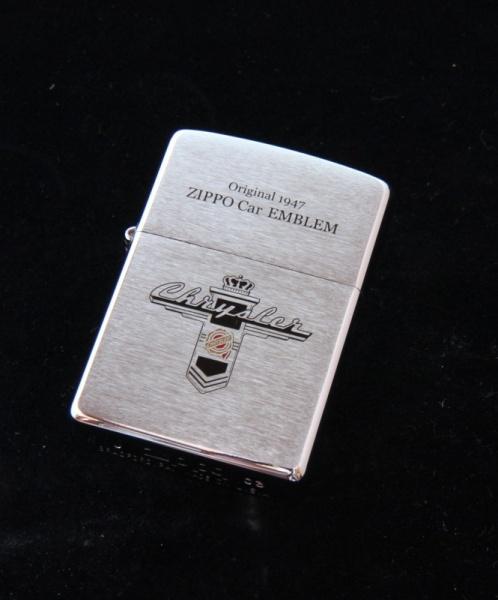 Original 1947
ZIPPO Car EMBLEM
Chrysler